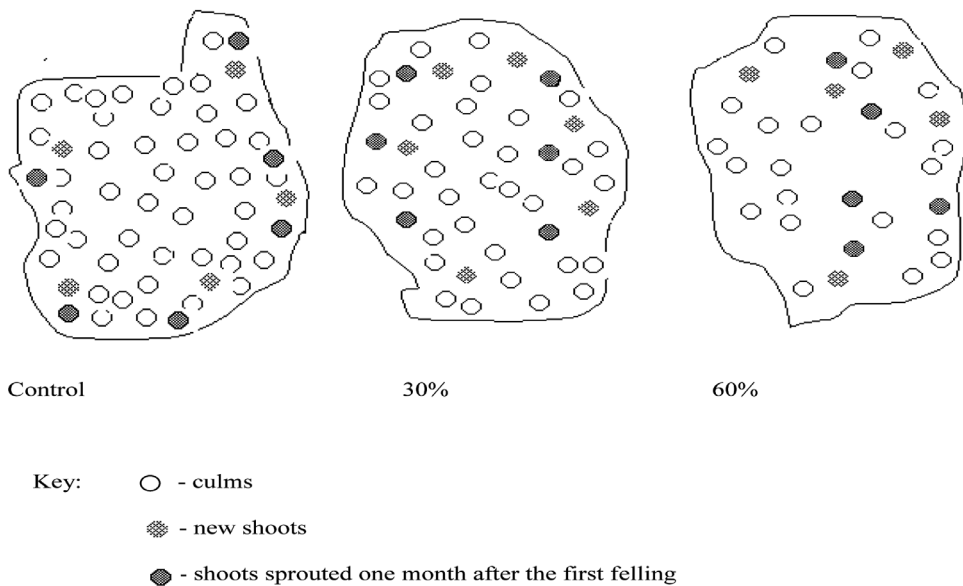 Control 30% 60%
Key: - culms
- new shoots
- shoots sprouted one month after the first felling